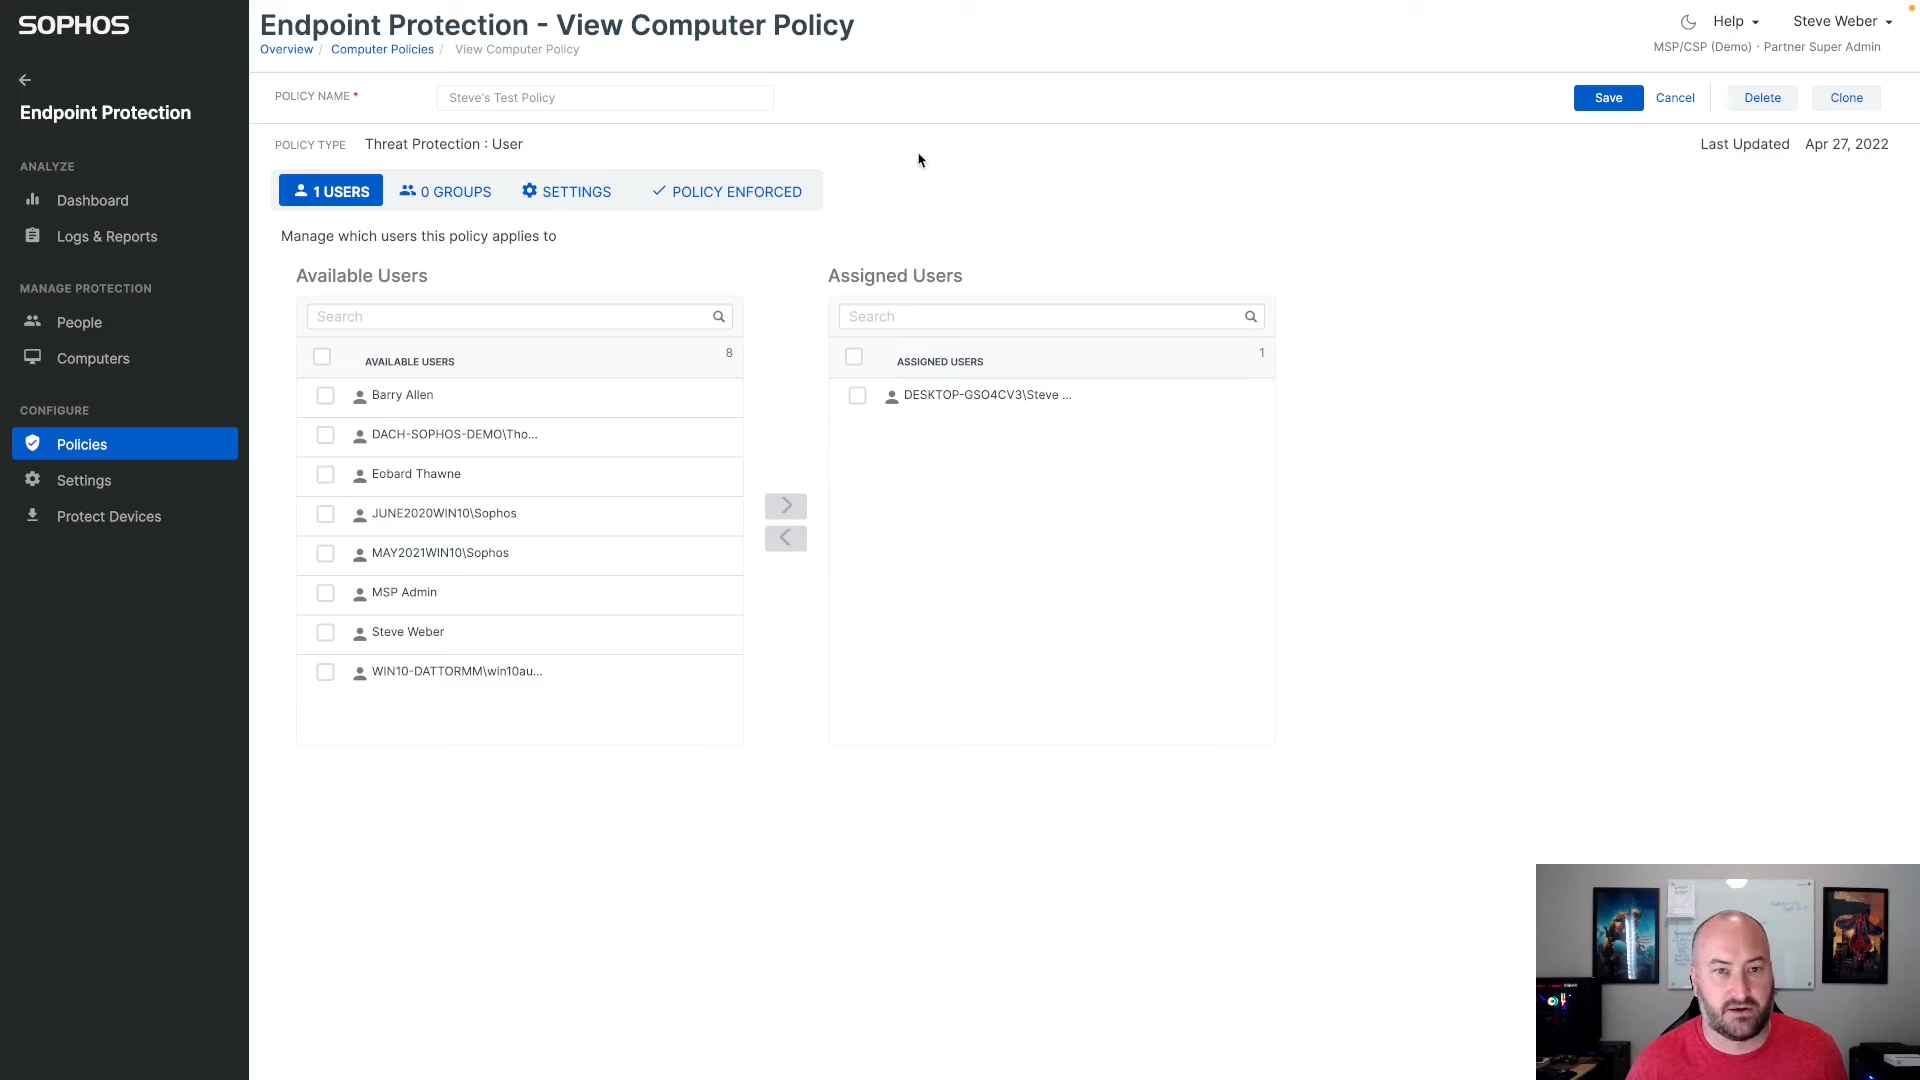 SOPHOS
Endpoint Protection
ANALYZE
Dashboard
Logs & Reports
MANAGE PROTECTION
People
Computers
CONFIGURE
Policies
Settings
Protect Devices
Endpoint Protection - View Computer Policy
Overview / Computer Policies / View Computer Policy
Help
Steve Weber
MSP/CSP (Demo) · Partner Super Admin
POLICY NAME * Steve's Test Policy
Save Cancel Delete Clone
POLICY TYPE Threat Protection : User
Last Updated Apr 27, 2022
1 USERS 0 GROUPS SETTINGS POLICY ENFORCED
Manage which users this policy applies to
Available Users
Search
AVAILABLE USERS 8
Barry Allen
DACH-SOPHOS-DEMO\Tho...
Eobard Thawne
JUNE2020WIN10\Sophos
MAY2021WIN10\Sophos
MSP Admin
Steve Weber
WIN10-DATTORMM\win10au...
Assigned Users
Search
ASSIGNED USERS 1
DESKTOP-GSO4CV3\Steve ...